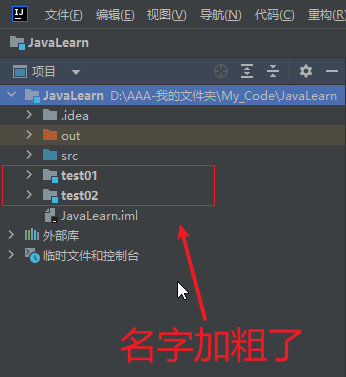 IJ 文件(F) 编辑(E) 视图(V) 导航(N) 代码(C) 重构(R)
JavaLearn
项目
JavaLearn D:\AAA-我的文件夹\My_Code\JavaLearn
.idea
out
src
test01
test02
JavaLearn.iml
外部库
临时文件和控制台
名字加粗了